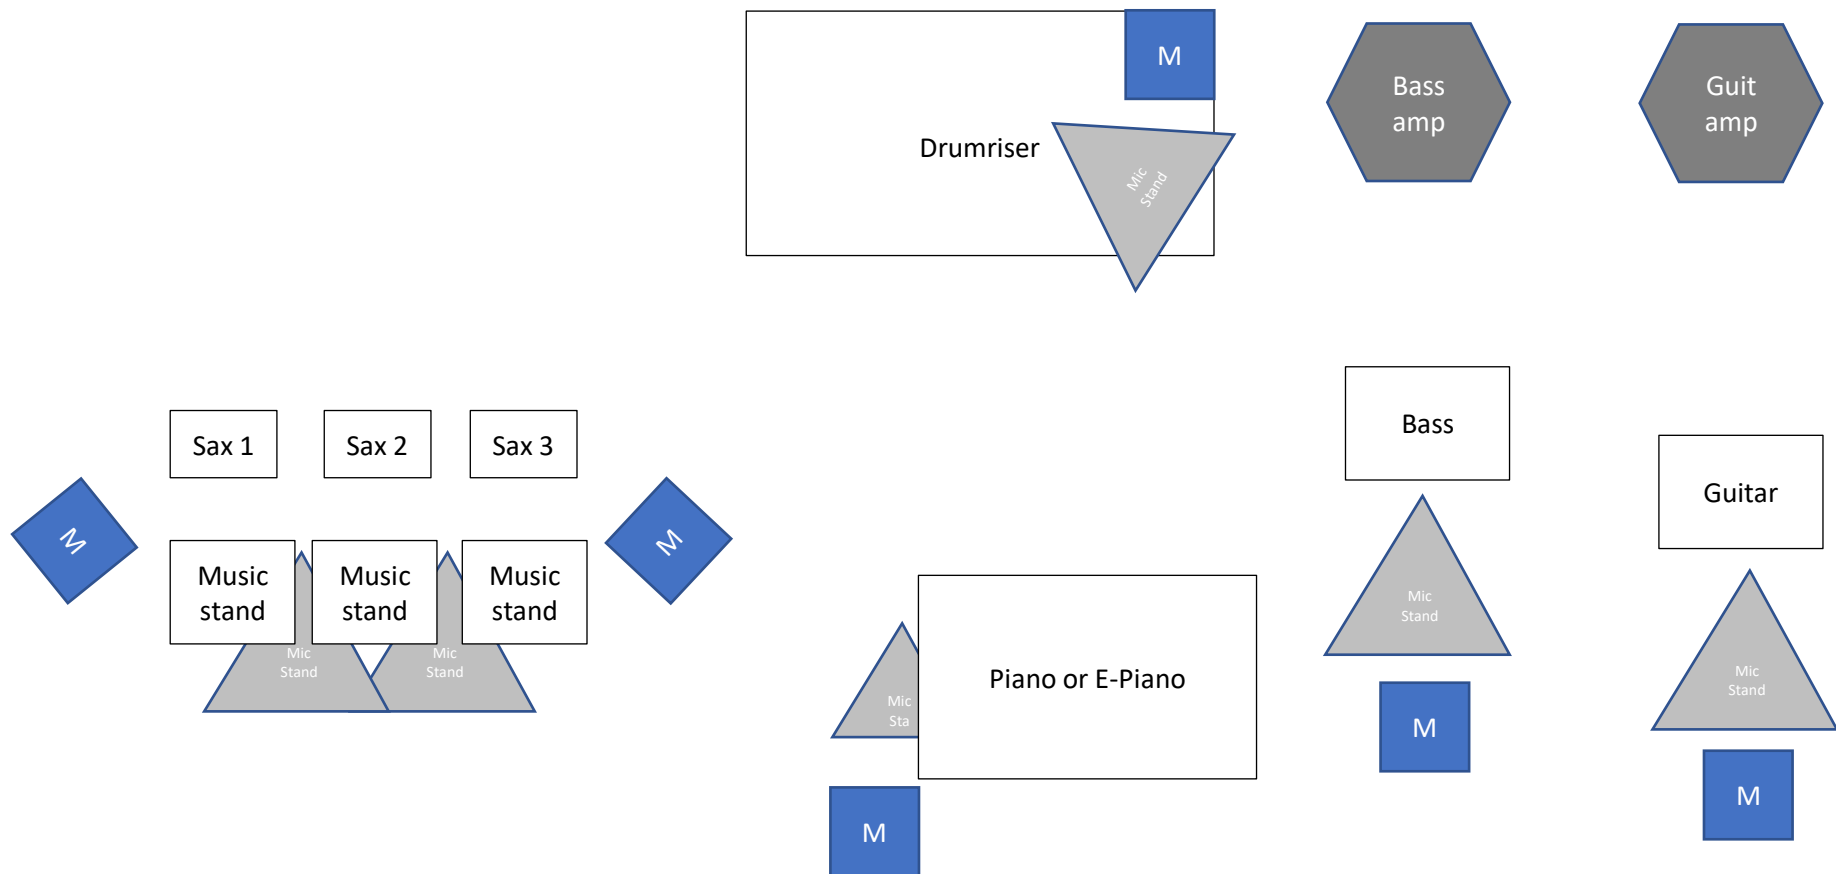 M
Drumriser
Mic
Stand
Bass
amp
Guit
amp
Sax 1
Sax 2
Sax 3
M
M
Music
stand
Music
stand
Music
stand
Mic
Stand
Mic
Stand
Bass
Guitar
Mic
Stand
Mic
Stand
Mic
Sta
Piano or E-Piano
M
M
M